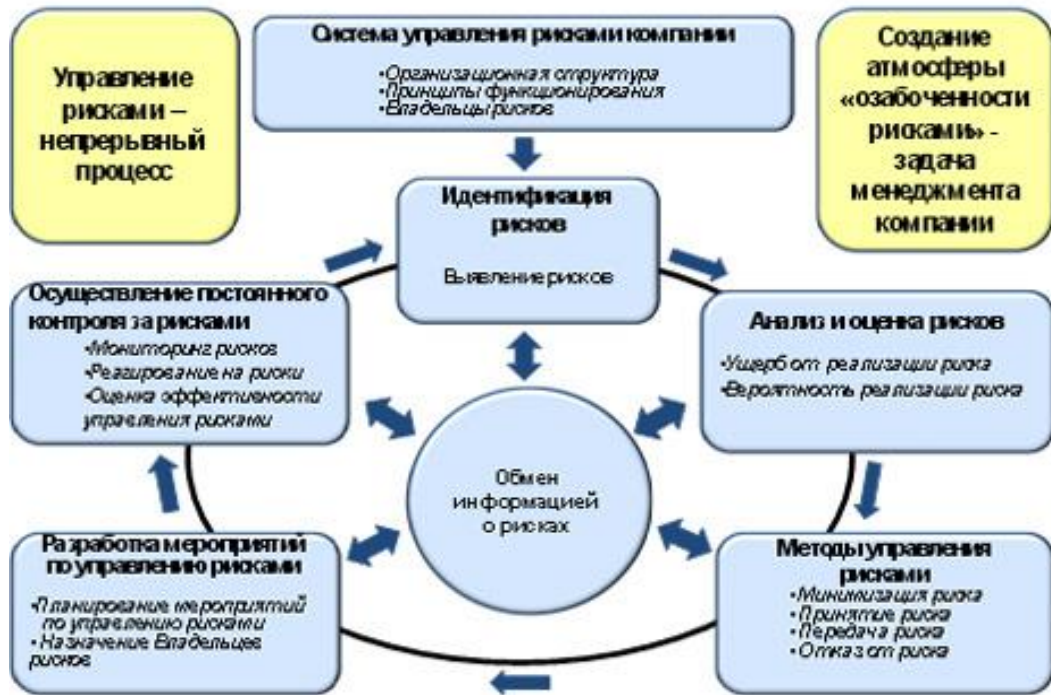 Управление
рисками –
непрерывный
процесс
Система управления рисками компании
•Организационная структура
•Принципы функционирования
•Владельцы рисков
Создание
атмосферы
«озабоченности
рисками» -
задача
менеджмента
компании
Идентификация
рисков
Выявление рисков
Осуществление постоянного
контроля за рисками
•Мониторинг рисков
•Реагирование на риски
•Оценка эффективности
управления рисками
Анализ и оценка рисков
•Ущерб от реализации риска
•Вероятность реализации риска
Обмен
информацией
о рисках
Разработка мероприятий
по управлению рисками
•Планирование мероприятий
по управлению рисками
•Назначение Владельцев
рисков
Методы управления
рисками
•Минимизация риска
•Принятие риска
•Передача риска
•Отказ от риска